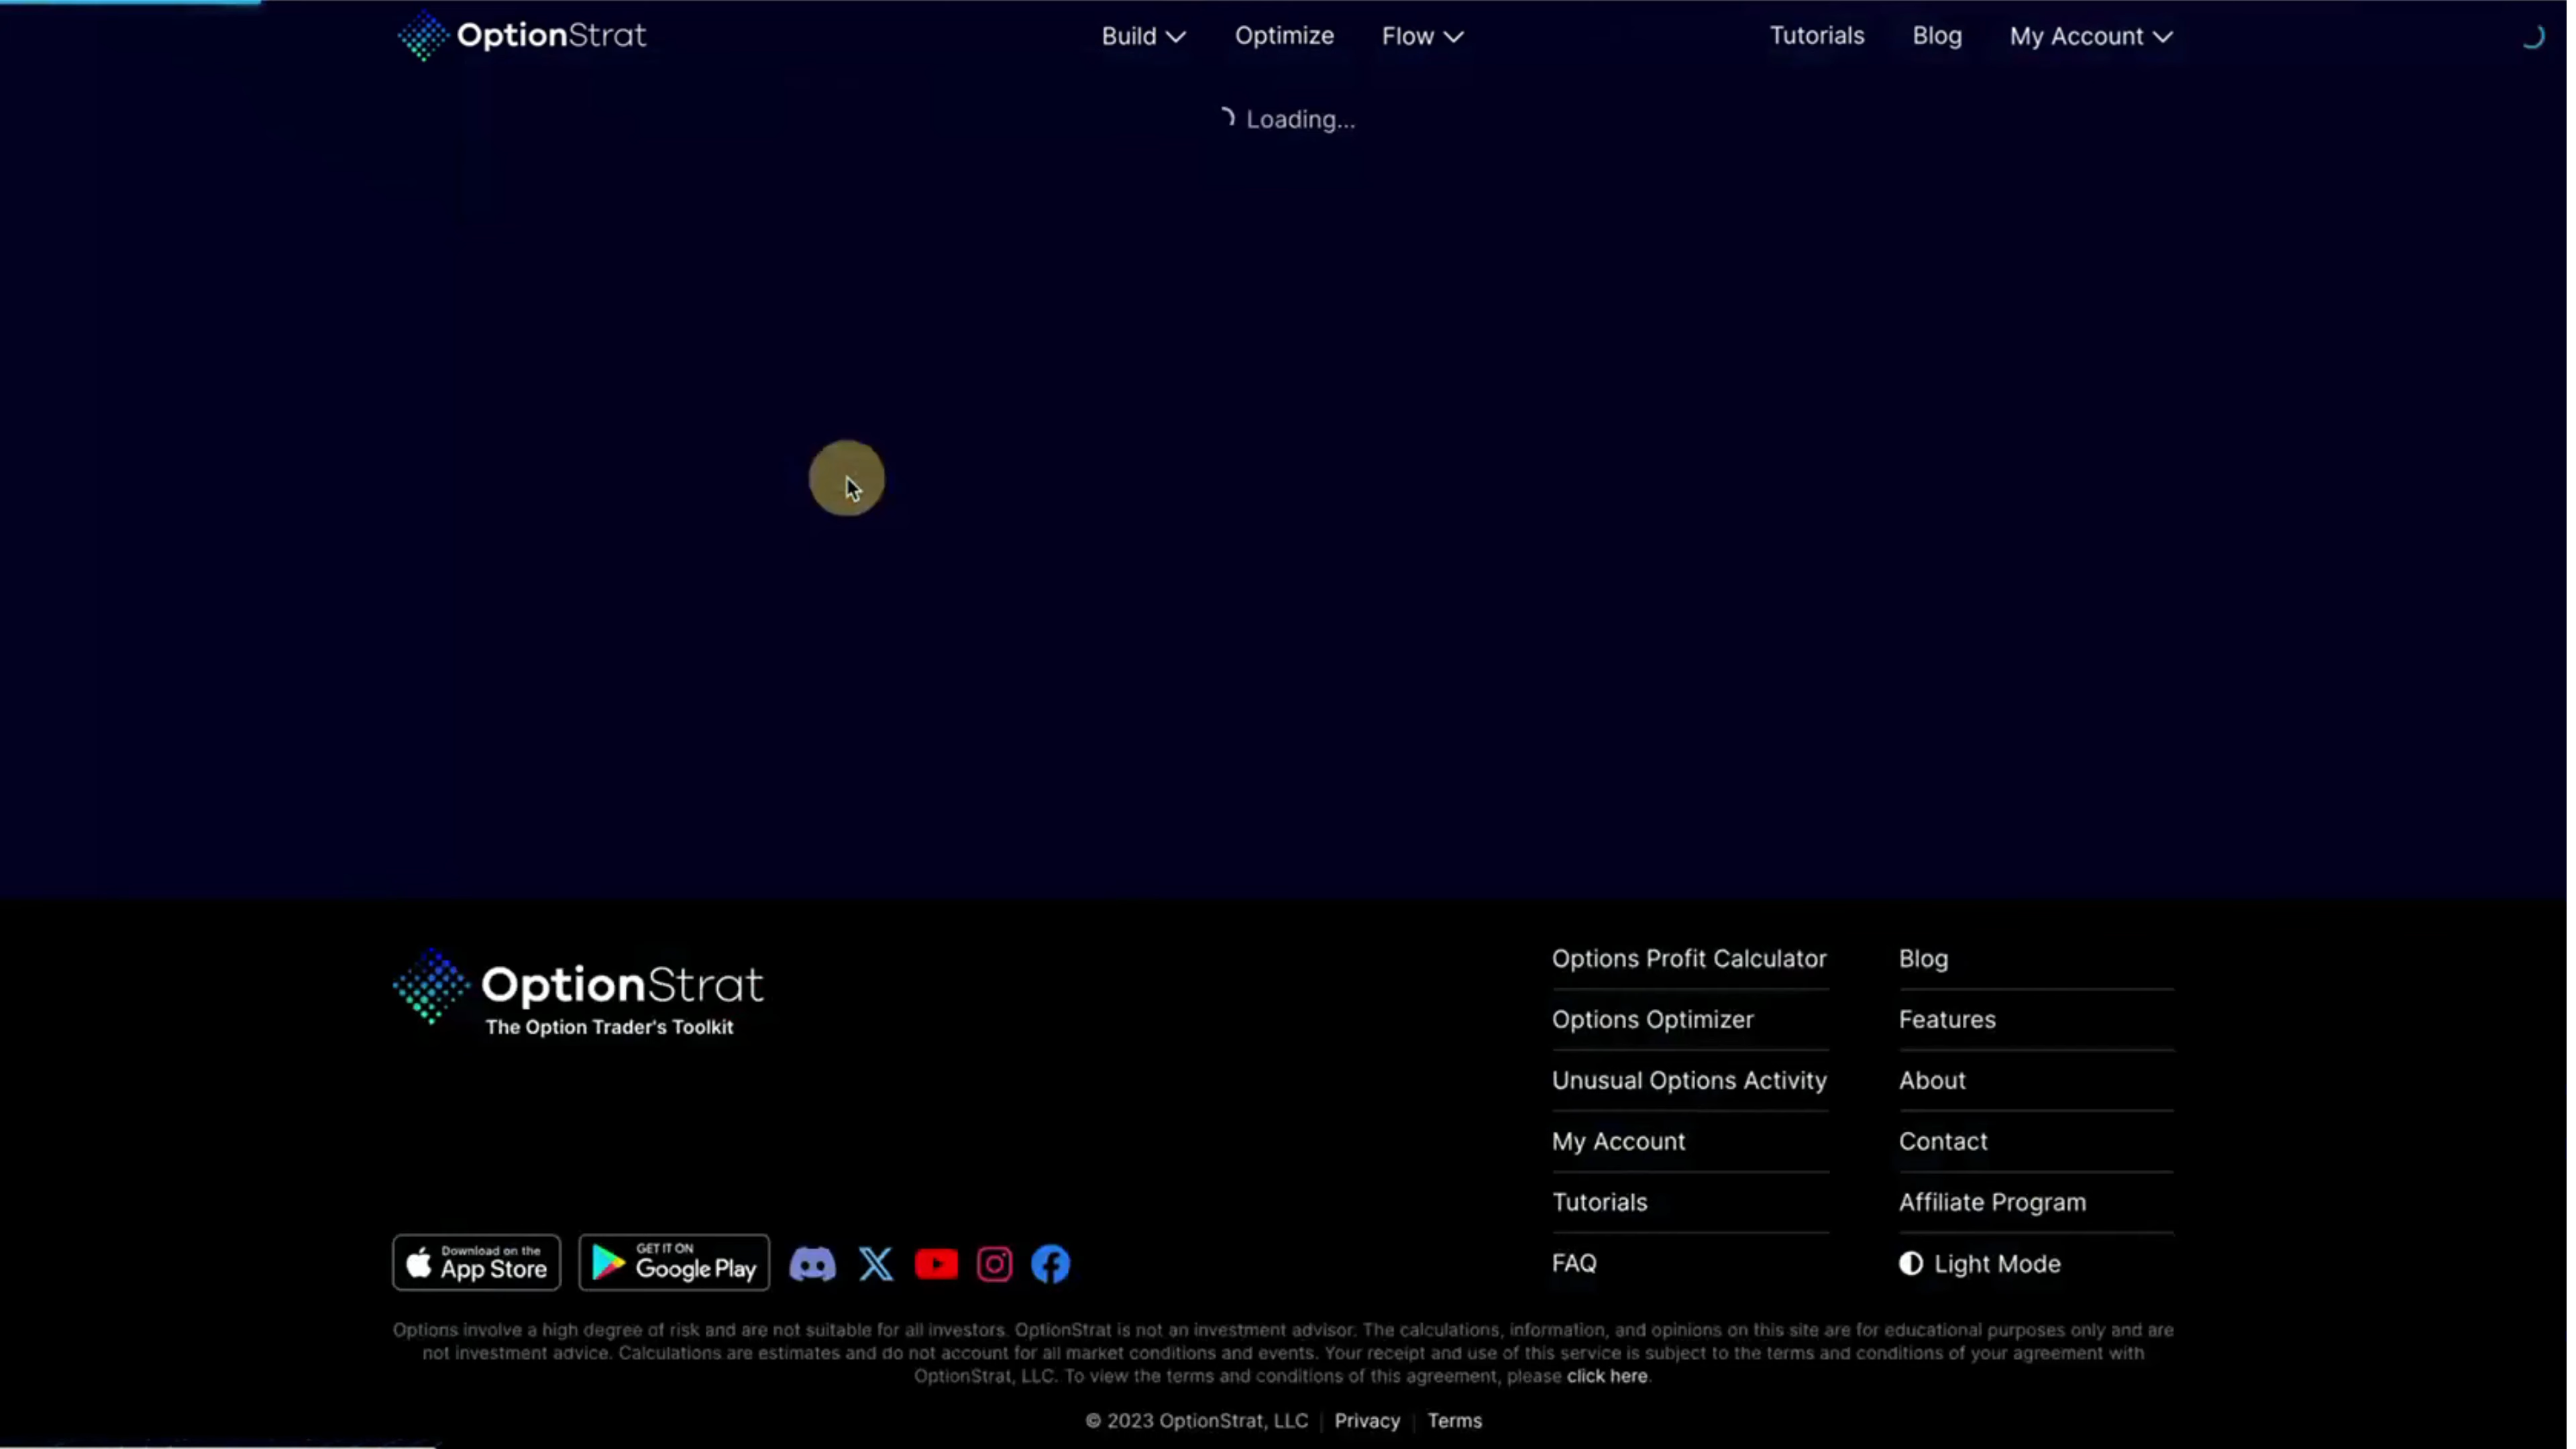 OptionStrat
Build
Optimize
Flow
Tutorials
Blog
My Account
Loading...
OptionStrat
The Option Trader's Toolkit
Options Profit Calculator
Options Optimizer
Unusual Options Activity
My Account
Tutorials
FAQ
Blog
Features
About
Contact
Affiliate Program
Light Mode
Download on the
App Store
GET IT ON
Google Play
Options involve a high degree of risk and are not suitable for all investors. OptionStrat is not an investment advisor. The calculations, information, and opinions on this site are for educational purposes only and are
not investment advice. Calculations are estimates and do not account for all market conditions and events. Your receipt and use of this service is subject to the terms and conditions of your agreement with
OptionStrat, LLC. To view the terms and conditions of this agreement, please click here.
© 2023 OptionStrat, LLC | Privacy | Terms